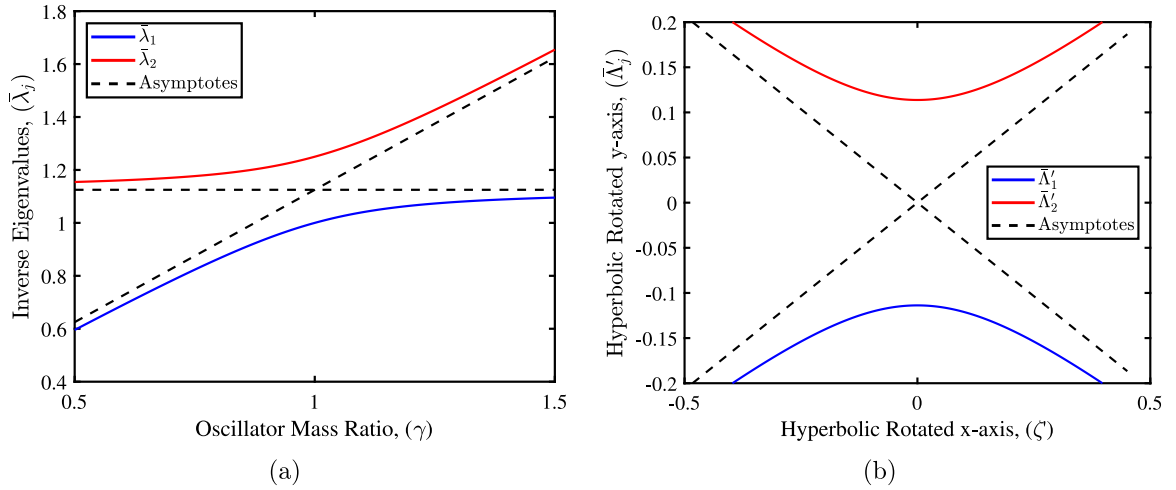 1.8
1.6
1.4
1.2
1
0.8
0.6
0.4
0.5
1
1.5
Inverse Eigenvalues, (λ̄_j)
Oscillator Mass Ratio, (γ)
λ̄₁
λ̄₂
Asymptotes
(a)
0.2
0.15
0.1
0.05
0
-0.05
-0.1
-0.15
-0.2
-0.5
0
0.5
Hyperbolic Rotated y-axis, (Λ̄′_j)
Hyperbolic Rotated x-axis, (ζ)
Λ̄′₁
Λ̄′₂
Asymptotes
(b)